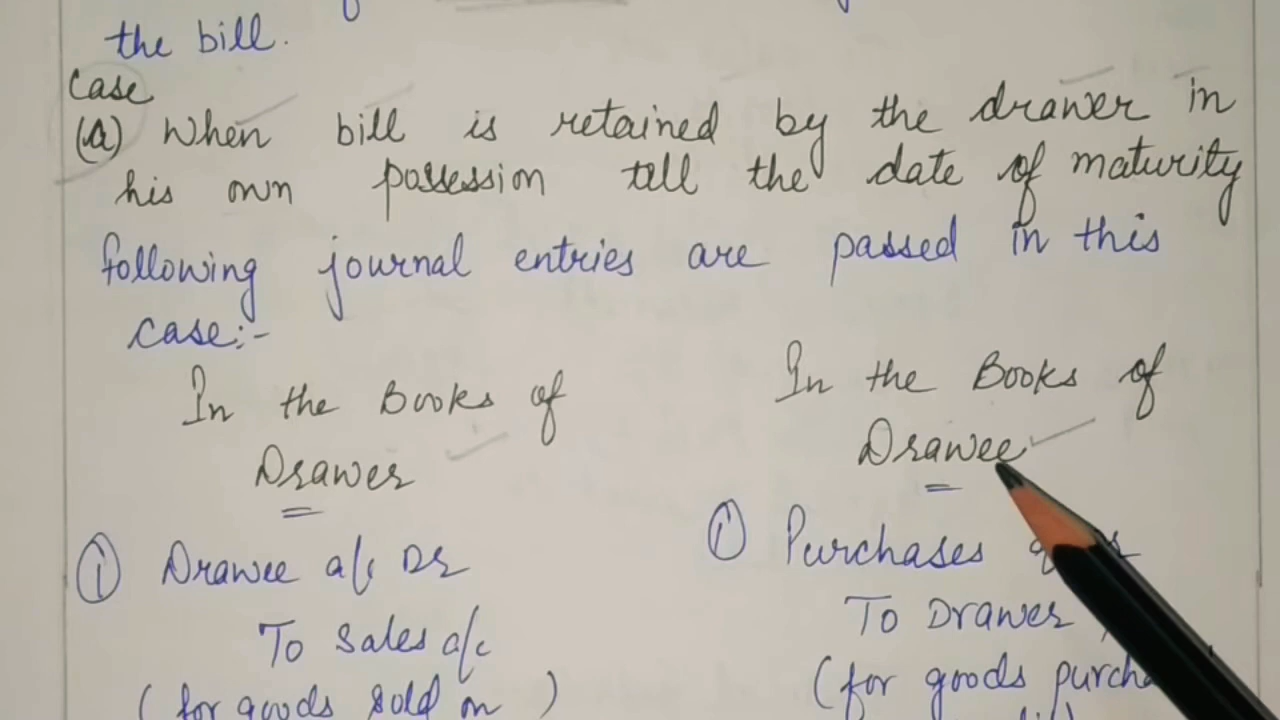 the bill.
Case
(a) When bill is retained by the drawer in
his own possession till the date of maturity
following journal entries are passed in this
case:-
In the Books of
Drawer
① Drawee a/c Dr
To Sales a/c
(for goods sold on )
In the Books of
Drawee
① Purchases
To Drawer
(for goods purcha